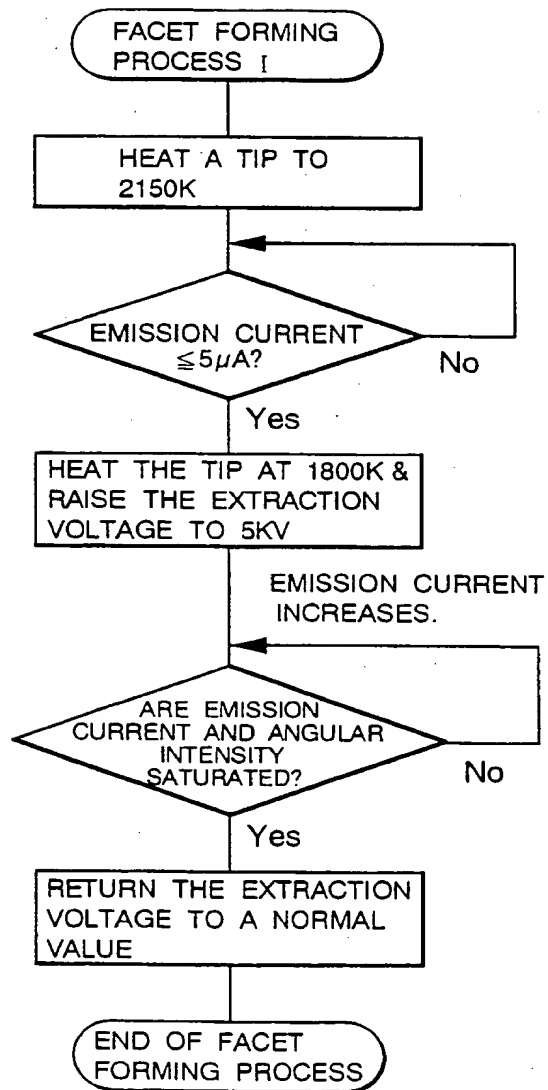 FACET FORMING
PROCESS I
HEAT A TIP TO
2150K
EMISSION CURRENT
≦5μA?
No
Yes
HEAT THE TIP AT 1800K &
RAISE THE EXTRACTION
VOLTAGE TO 5KV
EMISSION CURRENT
INCREASES.
ARE EMISSION
CURRENT AND ANGULAR
INTENSITY
SATURATED?
No
Yes
RETURN THE EXTRACTION
VOLTAGE TO A NORMAL
VALUE
END OF FACET
FORMING PROCESS